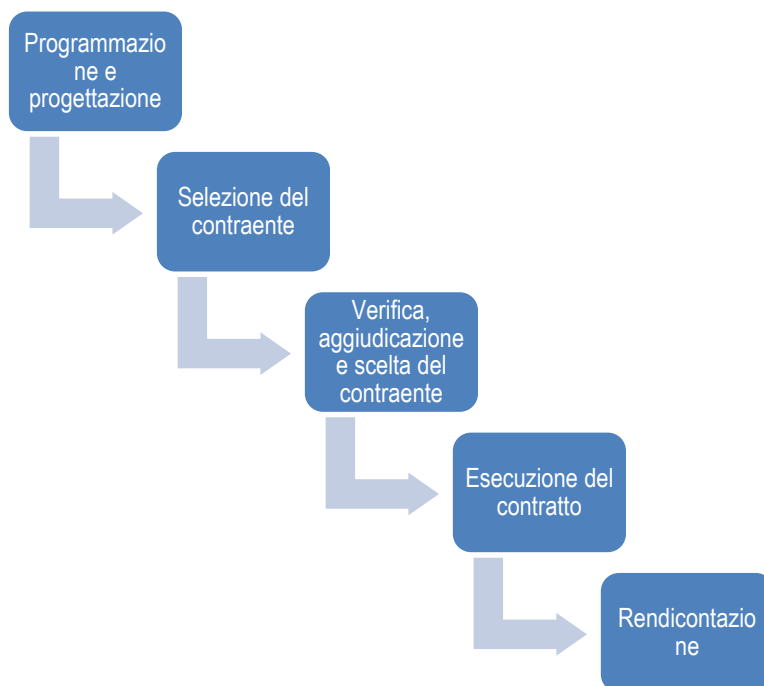 Programmazio
ne e
progettazione
Selezione del
contraente
Verifica,
aggiudicazione
e scelta del
contraente
Esecuzione del
contratto
Rendicontazio
ne